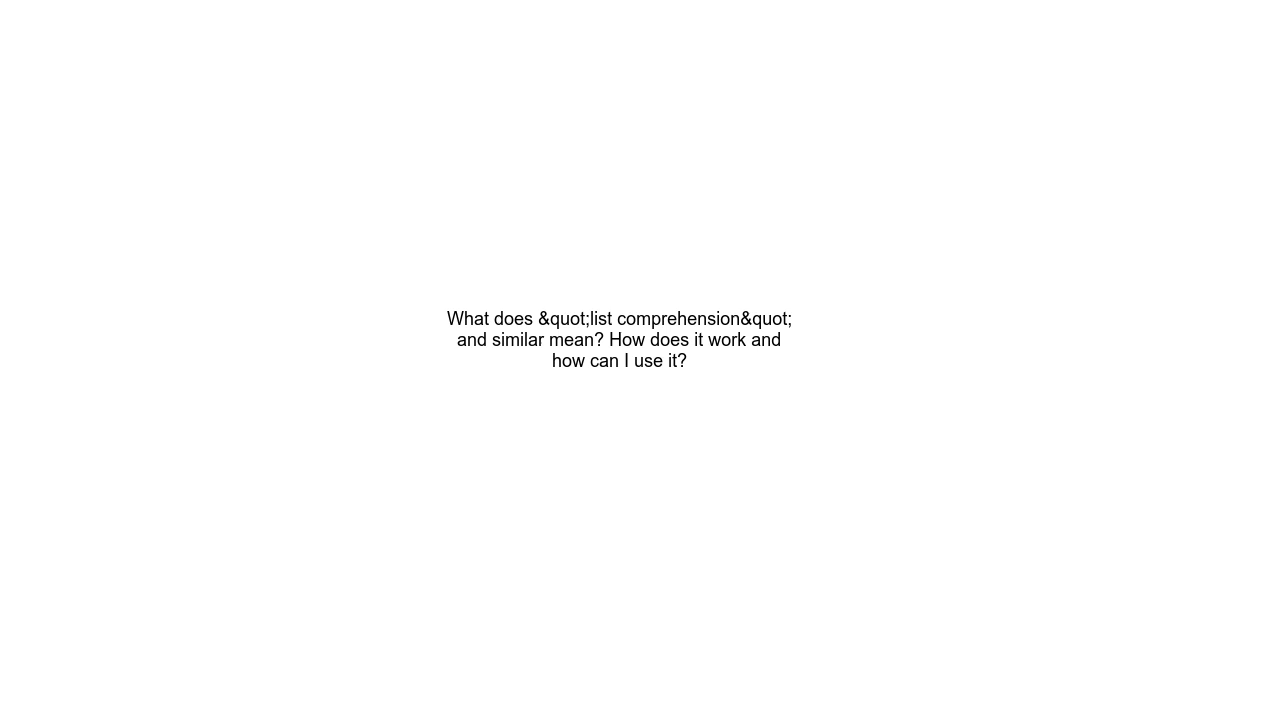 What does &quot;list comprehension&quot;
and similar mean? How does it work and
how can I use it?